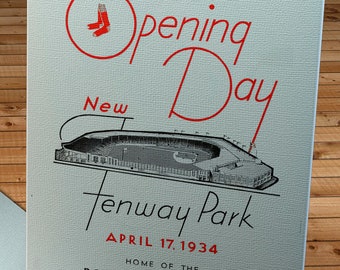 Opening
Day
New
Fenway Park
APRIL 17, 1934
HOME OF THE